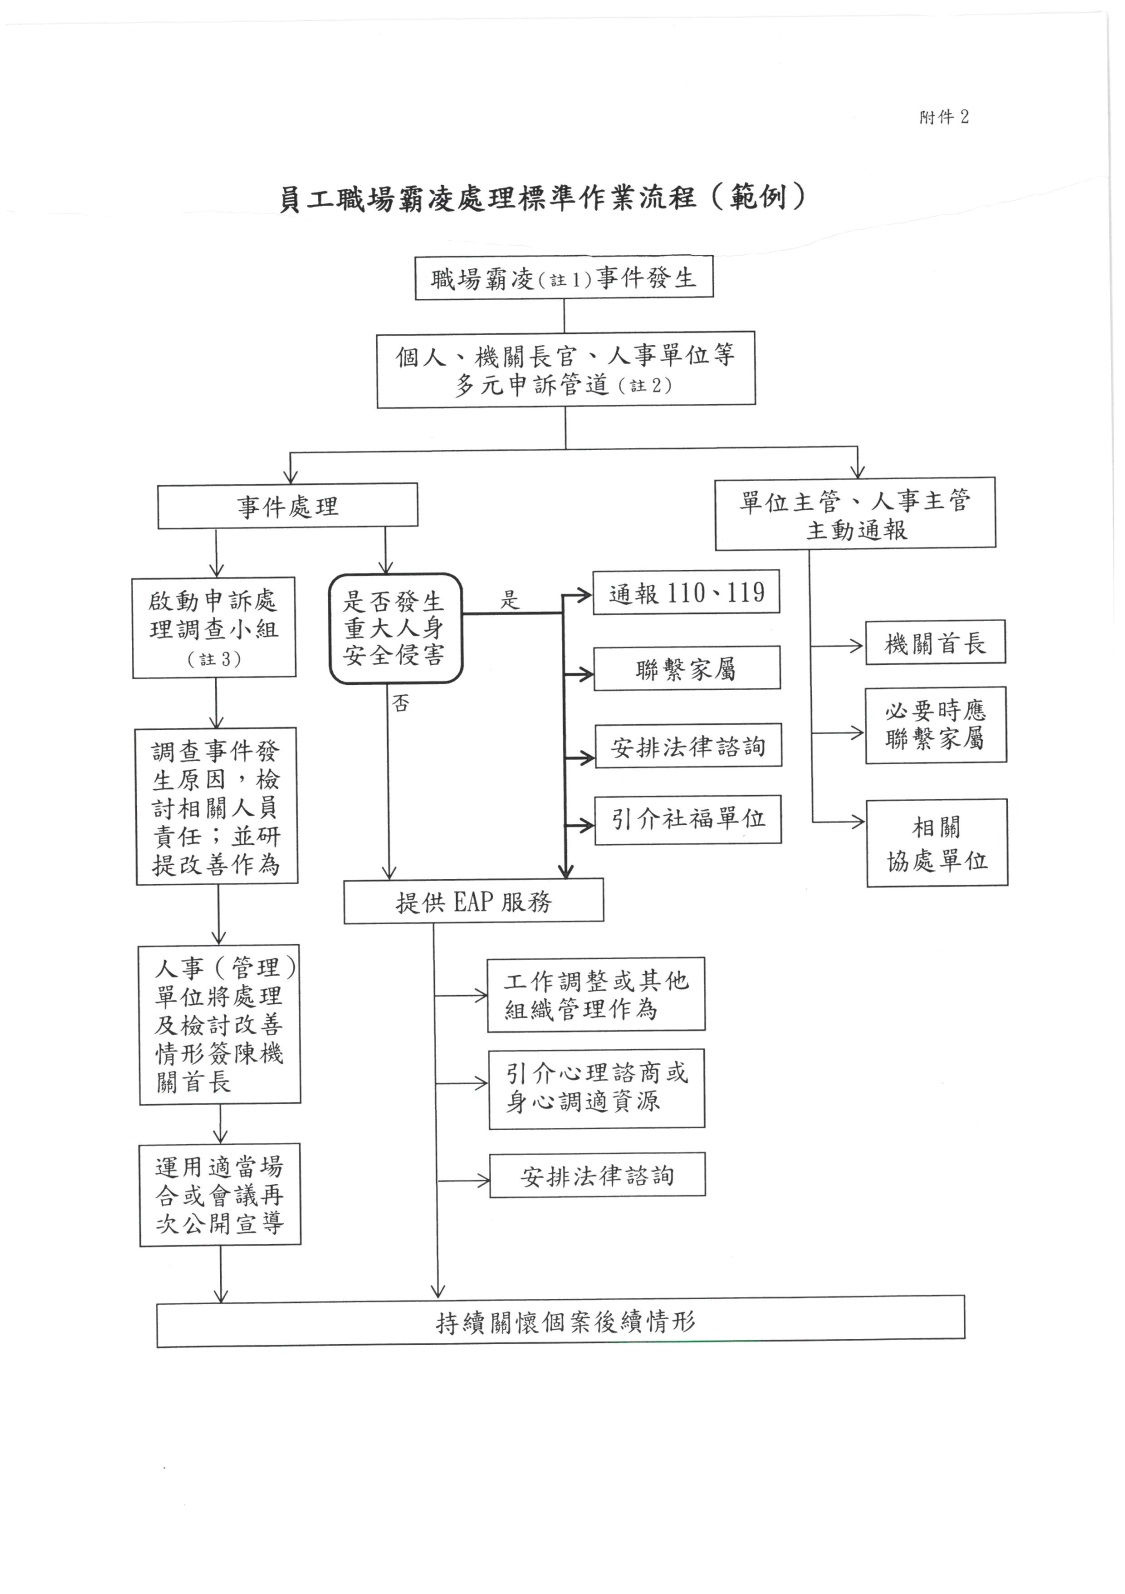 附件 2
員工職場霸凌處理標準作業流程（範例）
職場霸凌(註1)事件發生
個人、機關長官、人事單位等
多元申訴管道（註2）
事件處理
單位主管、人事主管
主動通報
啟動申訴處
理調查小組
（註3）
是否發生
重大人身
安全侵害
是
否
通報 110、119
聯繫家屬
安排法律諮詢
引介社福單位
機關首長
必要時應
聯繫家屬
相關
協處單位
調查事件發
生原因，檢
討相關人員
責任；並研
提改善作為
提供 EAP 服務
人事（管理）
單位將處理
及檢討改善
情形簽陳機
關首長
工作調整或其他
組織管理作為
引介心理諮商或
身心調適資源
安排法律諮詢
運用適當場
合或會議再
次公開宣導
持續關懷個案後續情形